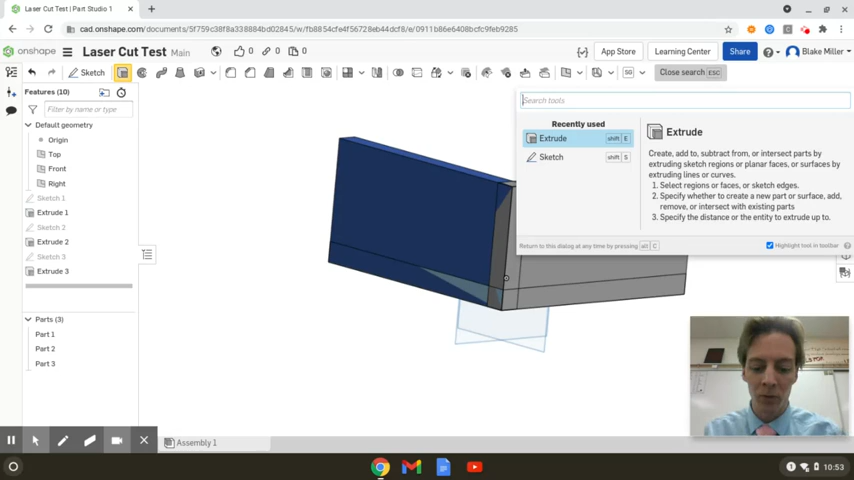 Laser Cut Test | Part Studio 1
cad.onshape.com/documents/5f759c38f8a338884bd02845/w/fb8854cfe4f56728eb44dcf8/e/0911b86e6408bcfc9feb9285
onshape
Laser Cut Test
Main
0
0
0
App Store
Learning Center
Share
Blake Miller
Sketch
Close search ESC
Features (10)
Filter by name or type
Default geometry
Origin
Top
Front
Right
Sketch 1
Extrude 1
Sketch 2
Extrude 2
Sketch 3
Extrude 3
Parts (3)
Part 1
Part 2
Part 3
Search tools
Recently used
Extrude shift E
Sketch shift S
Extrude
Create, add to, subtract from, or intersect parts by
extruding sketch regions or planar faces, or surfaces
by extruding lines or curves.
1. Select regions or faces, or sketch edges.
2. Specify whether to create a new part or surface, add,
remove, or intersect with existing parts
3. Specify the distance or the entity to extrude up to.
Return to this dialog at any time by pressing alt C
Highlight tool in toolbar
Assembly 1
10:53